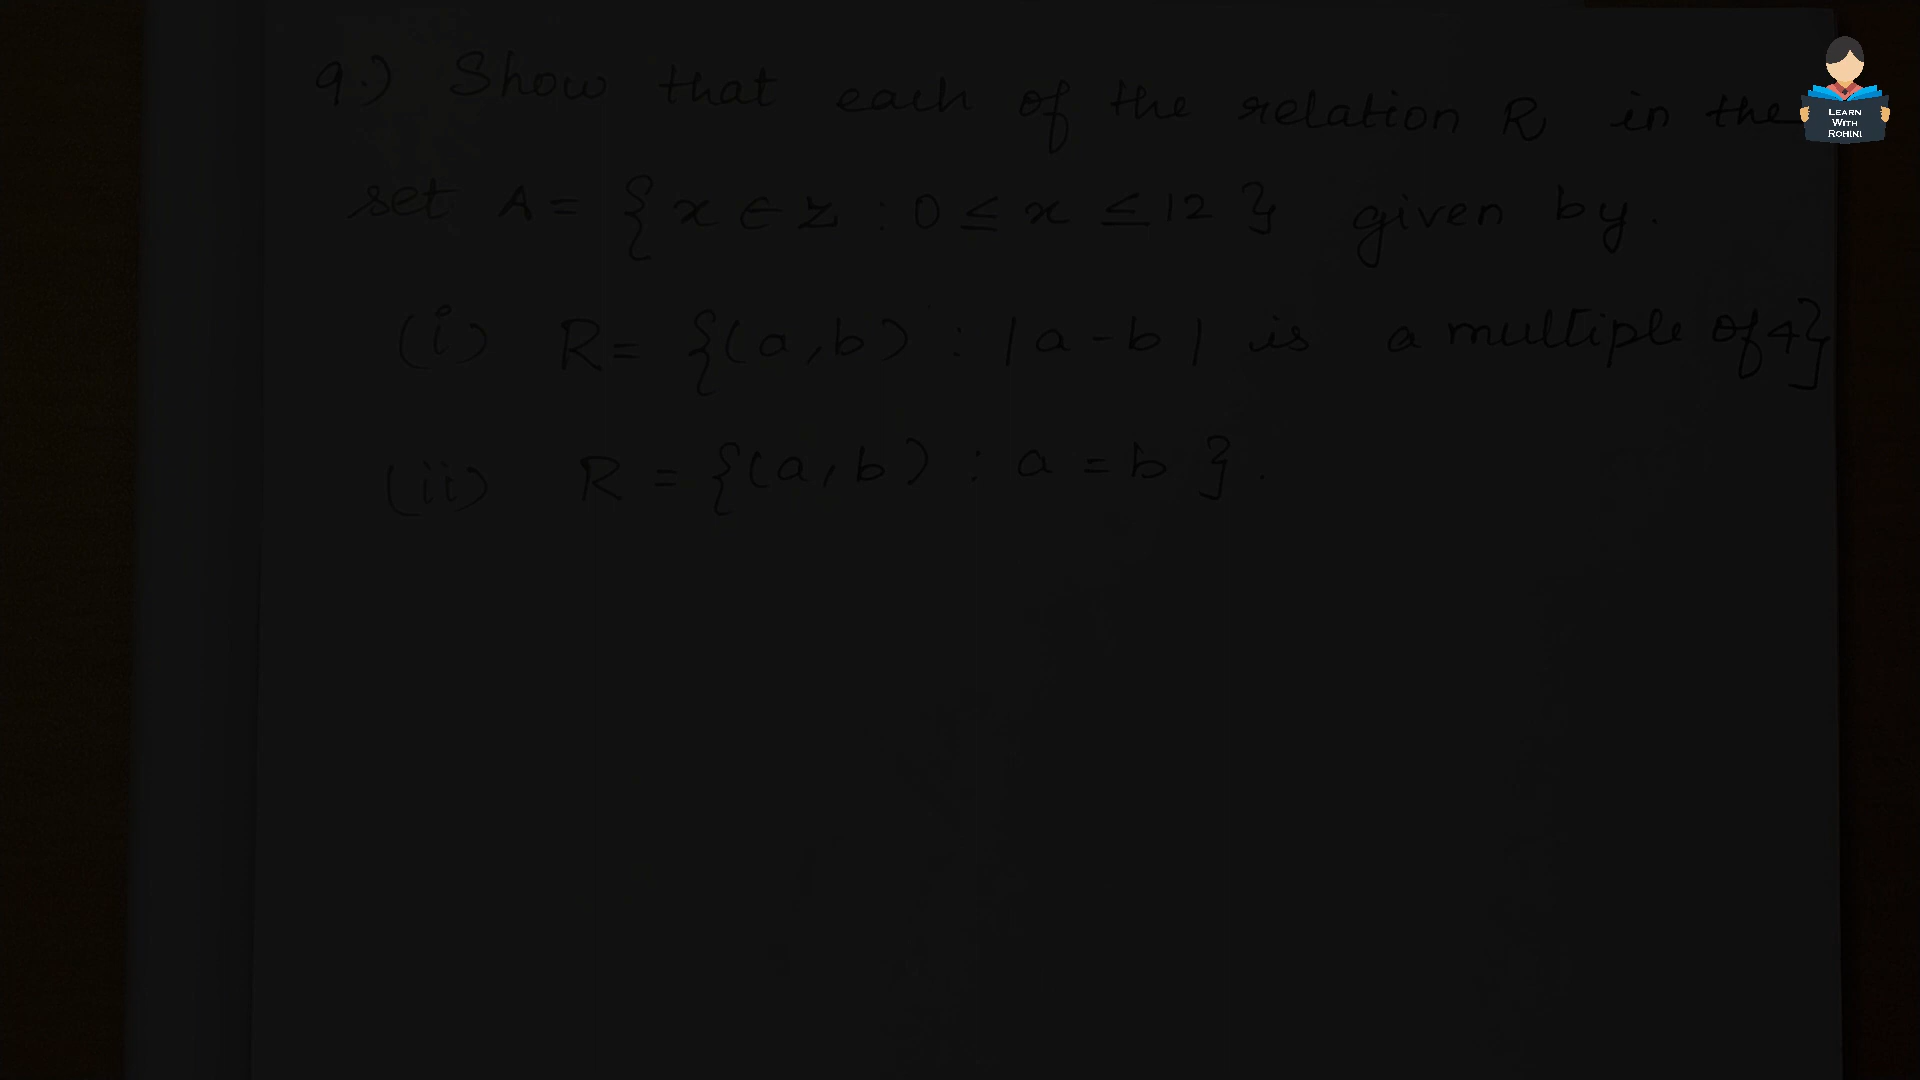 9.) Show that each of the relation R in the
set A = { x ∈ z : 0 ≤ x ≤ 12 } given by.
(i) R = {(a,b) : |a-b| is a multiple of 4}
(ii) R = {(a,b) : a = b }.
LEARN
WITH
ROHINI